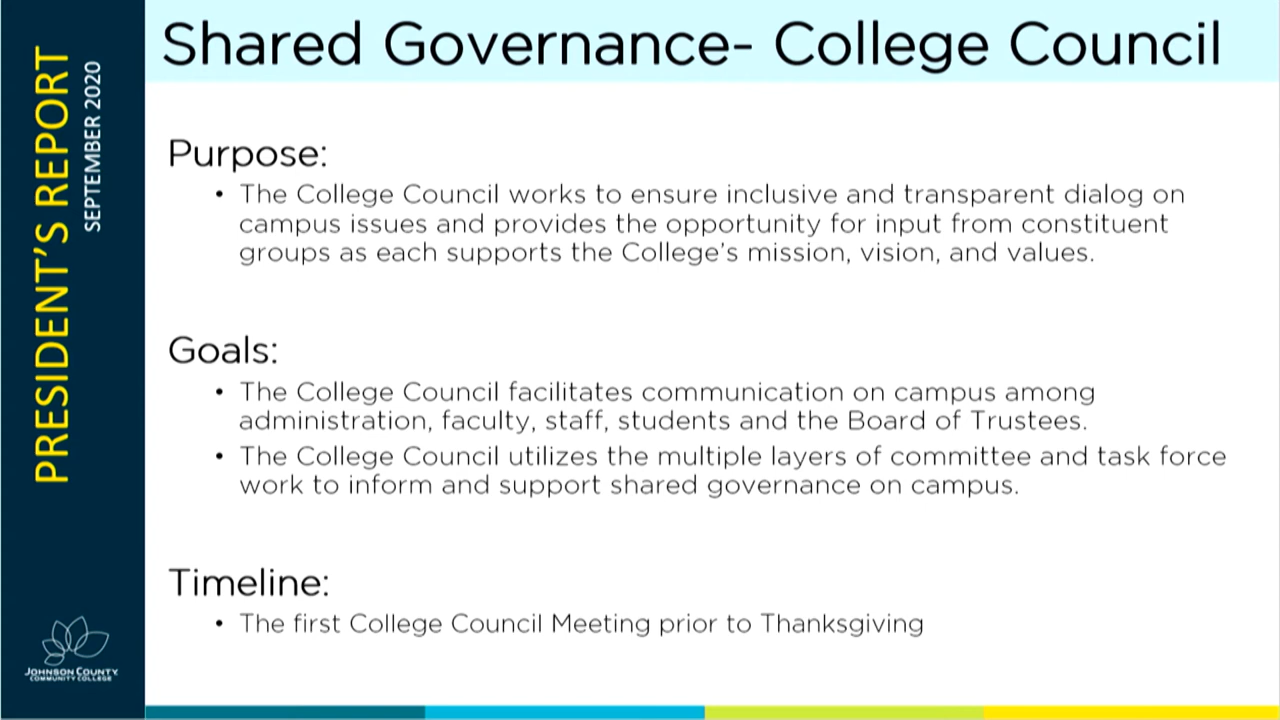 PRESIDENT'S REPORT
SEPTEMBER 2020
Shared Governance- College Council
Purpose:
• The College Council works to ensure inclusive and transparent dialog on
campus issues and provides the opportunity for input from constituent
groups as each supports the College's mission, vision, and values.
Goals:
• The College Council facilitates communication on campus among
administration, faculty, staff, students and the Board of Trustees.
• The College Council utilizes the multiple layers of committee and task force
work to inform and support shared governance on campus.
Timeline:
• The first College Council Meeting prior to Thanksgiving
JOHNSON COUNTY
COMMUNITY COLLEGE